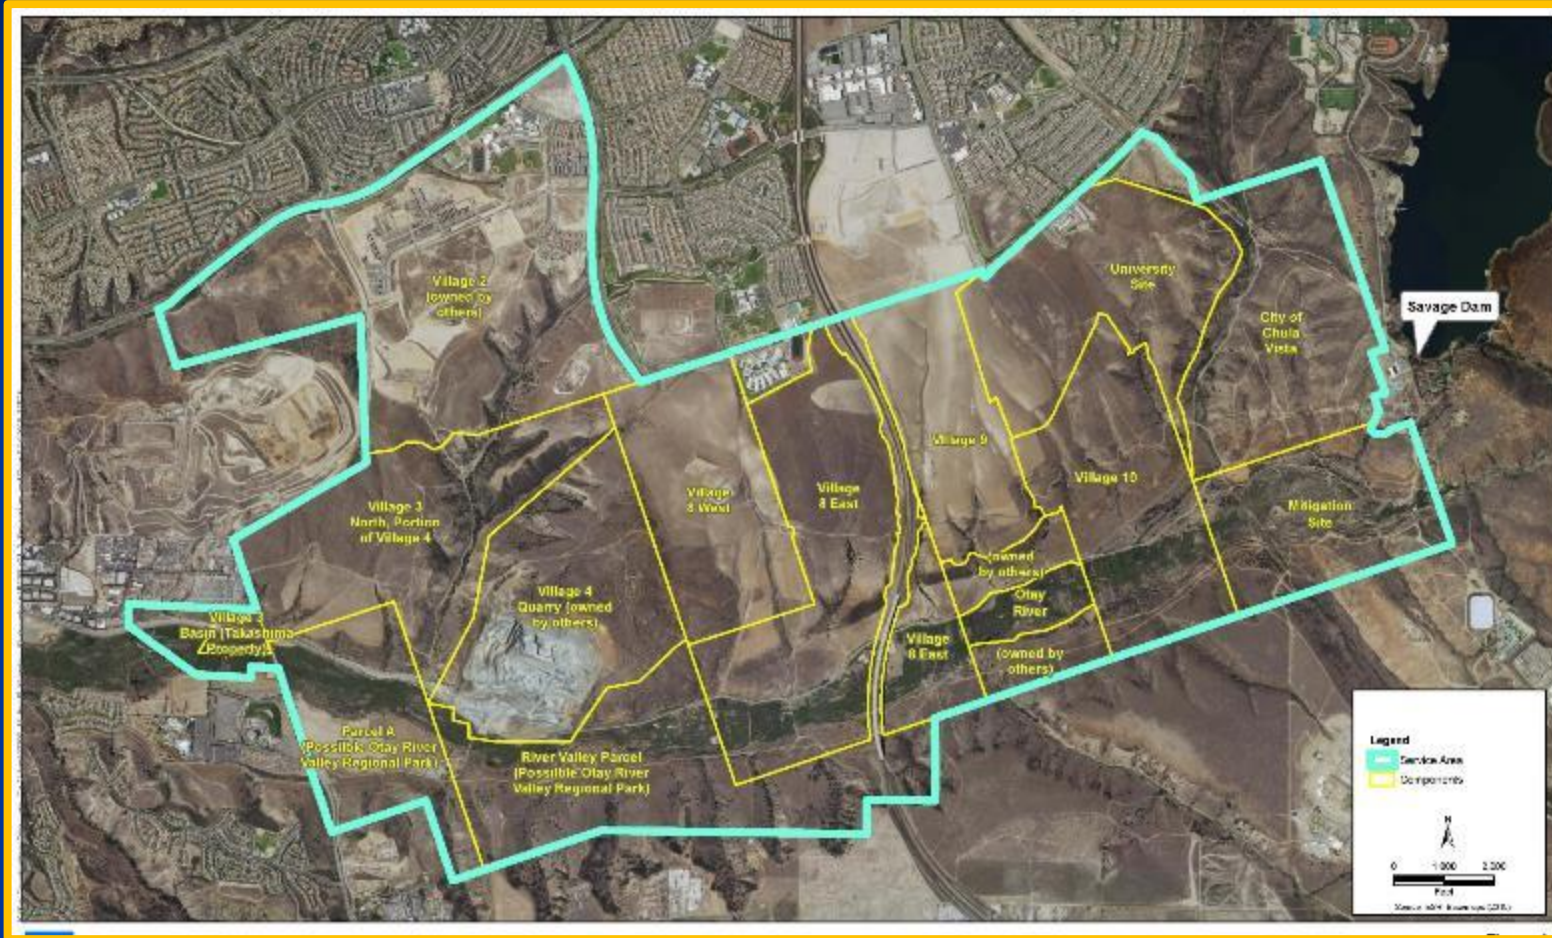 Village 2
(owned by
others)
University
Site
City of
Chula
Vista
Savage Dam
Village 9
Village 10
Village
8 West
Village
8 East
Village 3
North, Portion
of Village 4
Mitigation
Site
(owned
by others)
Otay
River
Village 4
Quarry (owned
by others)
Village
Basin (Takashima
Property)
Village
8 East
(owned by
others)
Parcel A
(Possible Otay River
Valley Regional Park)
River Valley Parcel
(Possilble Otay River
Valley Regional Park)
Legend
Service Area
Components
N
0 1,000 2,000
Feet